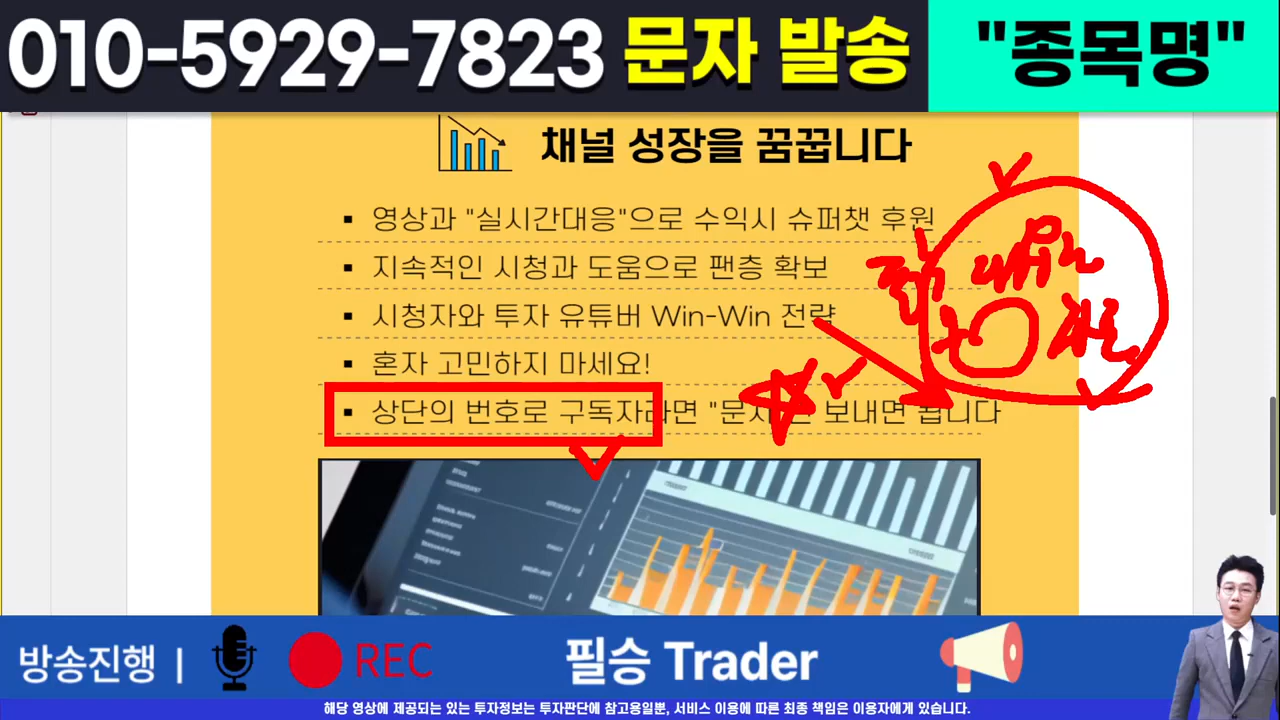 010-5929-7823 문자 발송 "종목명"
채널 성장을 꿈꿉니다
▪ 영상과 "실시간대응"으로 수익시 슈퍼챗 후원
▪ 지속적인 시청과 도움으로 팬층 확보
▪ 시청자와 투자 유튜버 Win-Win 전략
▪ 혼자 고민하지 마세요!
▪ 상단의 번호로 구독자라면 "문자" 보내면 됩니다
방송진행 | REC 필승 Trader
해당 영상에 제공되는 있는 투자정보는 투자판단에 참고용일뿐, 서비스 이용에 따른 최종 책임은 이용자에게 있습니다.